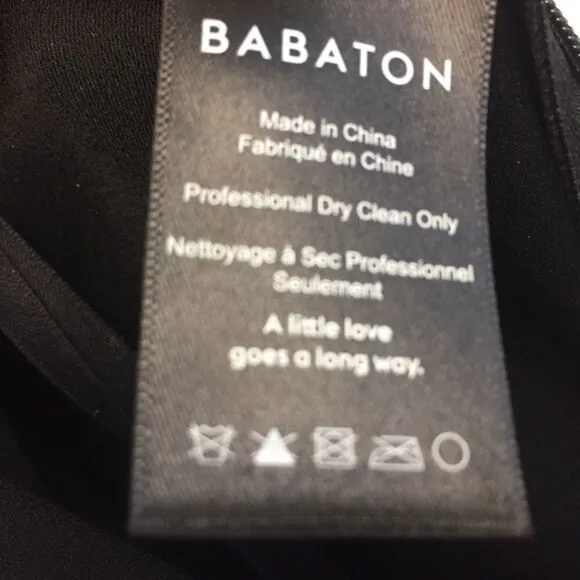 BABATON
Made in China
Fabriqué en Chine
Professional Dry Clean Only
Nettoyage à Sec Professionnel
Seulement
A little love
goes a long way.